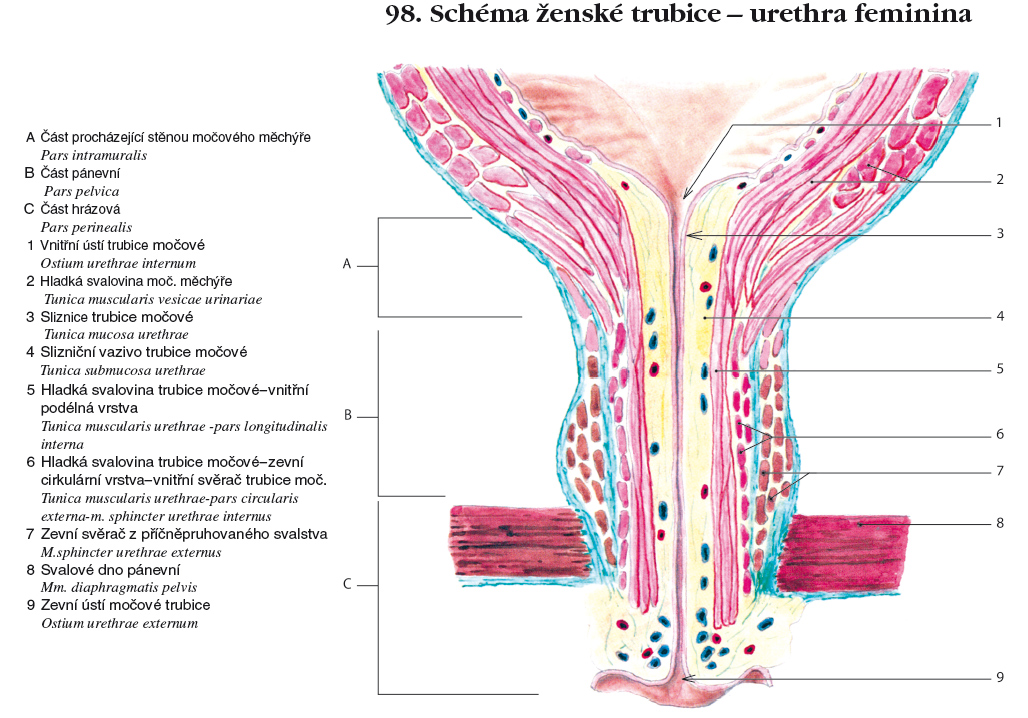 98. Schéma ženské trubice – urethra feminina
A Část procházející stěnou močového měchýře
Pars intramuralis
B Část pánevní
Pars pelvica
C Část hrázová
Pars perinealis
1 Vnitřní ústí trubice močové
Ostium urethrae internum
2 Hladká svalovina moč. měchýře
Tunica muscularis vesicae urinariae
3 Sliznice trubice močové
Tunica mucosa urethrae
4 Slizniční vazivo trubice močové
Tunica submucosa urethrae
5 Hladká svalovina trubice močové–vnitřní
podélná vrstva
Tunica muscularis urethrae -pars longitudinalis
interna
6 Hladká svalovina trubice močové–zevní
cirkulární vrstva–vnitřní svěrač trubice moč.
Tunica muscularis urethrae-pars circularis
externa-m. sphincter urethrae internus
7 Zevní svěrač z příčněpruhovaného svalstva
M.sphincter urethrae externus
8 Svalové dno pánevní
Mm. diaphragmatis pelvis
9 Zevní ústí močové trubice
Ostium urethrae externum
A
B
C
1
2
3
4
5
6
7
8
9